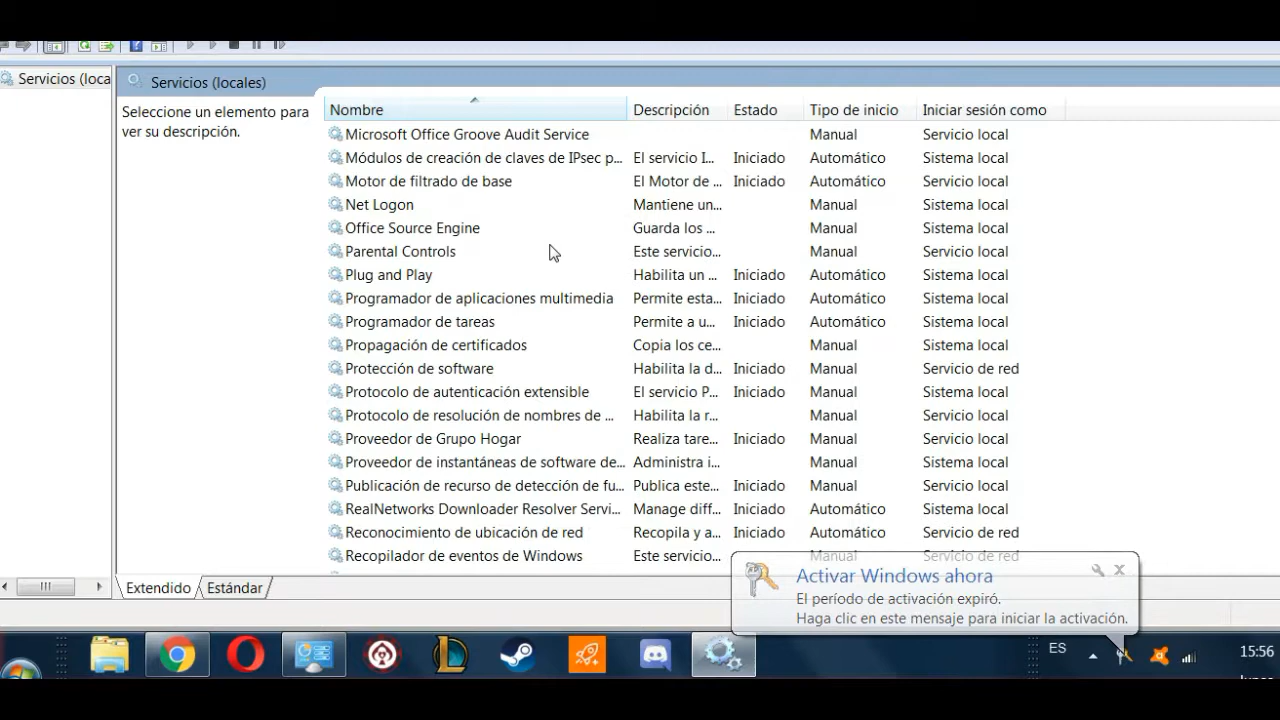 Servicios (loca
Servicios (locales)
Seleccione un elemento para
ver su descripción.
Nombre Descripción Estado Tipo de inicio Iniciar sesión como
Microsoft Office Groove Audit Service Manual Servicio local
Módulos de creación de claves de IPsec p... El servicio I... Iniciado Automático Sistema local
Motor de filtrado de base El Motor de ... Iniciado Automático Servicio local
Net Logon Mantiene un... Manual Sistema local
Office Source Engine Guarda los ... Manual Sistema local
Parental Controls Este servicio... Manual Servicio local
Plug and Play Habilita un ... Iniciado Automático Sistema local
Programador de aplicaciones multimedia Permite esta... Iniciado Automático Sistema local
Programador de tareas Permite a u... Iniciado Automático Sistema local
Propagación de certificados Copia los ce... Manual Sistema local
Protección de software Habilita la d... Iniciado Manual Servicio de red
Protocolo de autenticación extensible El servicio P... Iniciado Manual Sistema local
Protocolo de resolución de nombres de ... Habilita la r... Manual Servicio local
Proveedor de Grupo Hogar Realiza tare... Iniciado Manual Servicio local
Proveedor de instantáneas de software de... Administra i... Manual Sistema local
Publicación de recurso de detección de fu... Publica este... Iniciado Manual Servicio local
RealNetworks Downloader Resolver Servi... Manage diff... Iniciado Automático Sistema local
Reconocimiento de ubicación de red Recopila y a... Iniciado Automático Servicio de red
Recopilador de eventos de Windows Este servicio... Manual Servicio de red
Activar Windows ahora
El período de activación expiró.
Haga clic en este mensaje para iniciar la activación.
Extendido Estándar
ES
15:56